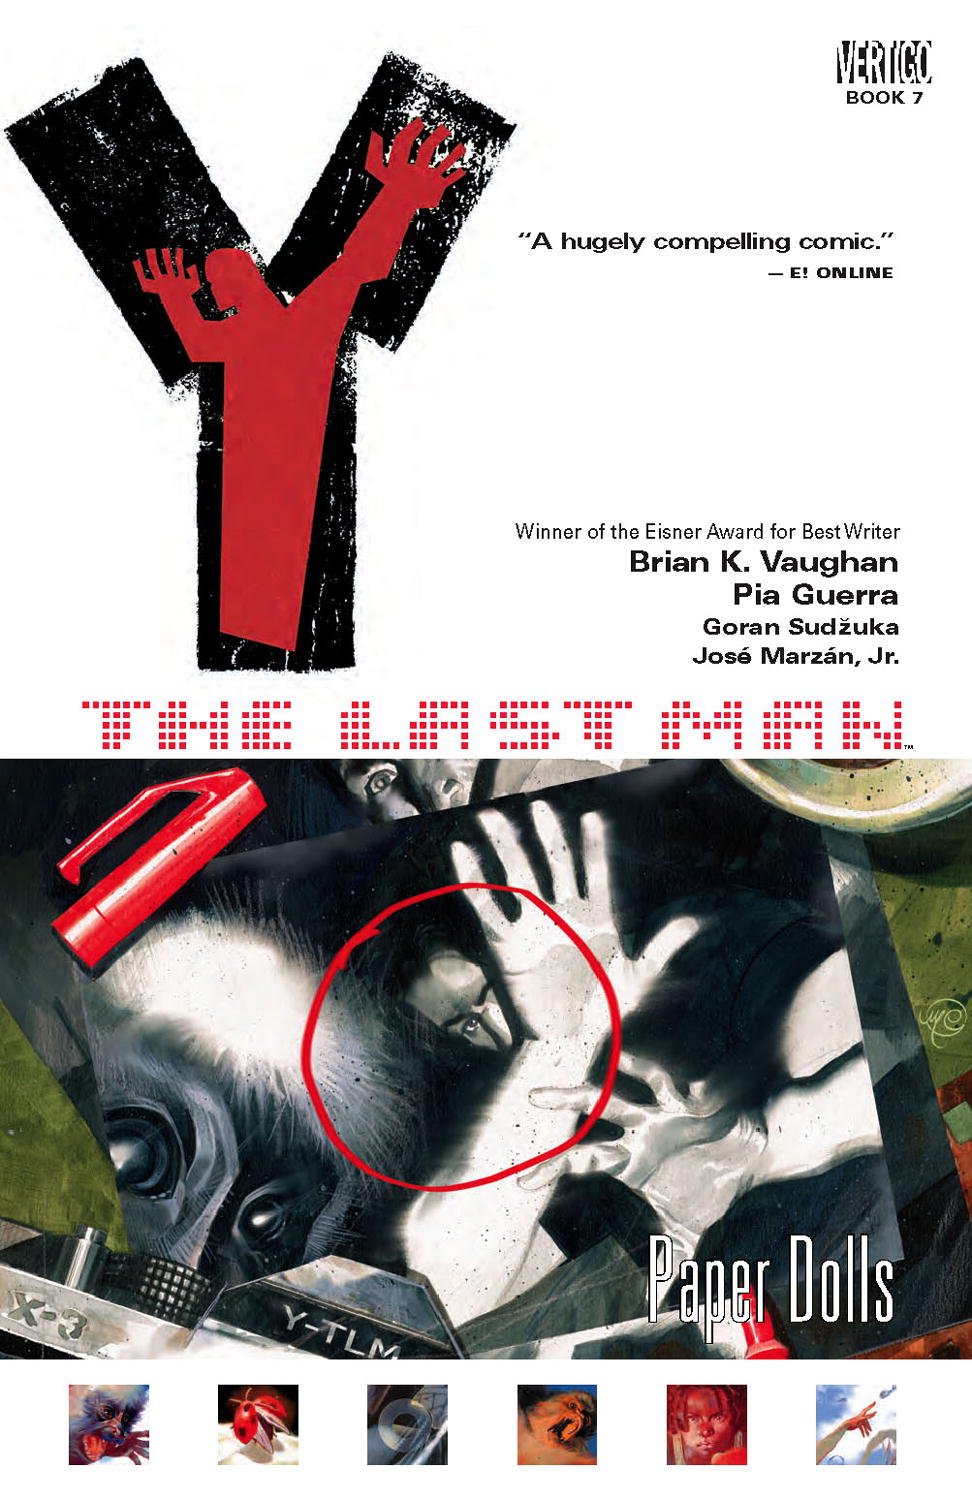 VERTIGO
BOOK 7
Y
“A hugely compelling comic.”
— E! ONLINE
Winner of the Eisner Award for Best Writer
Brian K. Vaughan
Pia Guerra
Goran Sudžuka
José Marzán, Jr.
THE LAST MAN™
X-3
Y-TLM
Paper Dolls